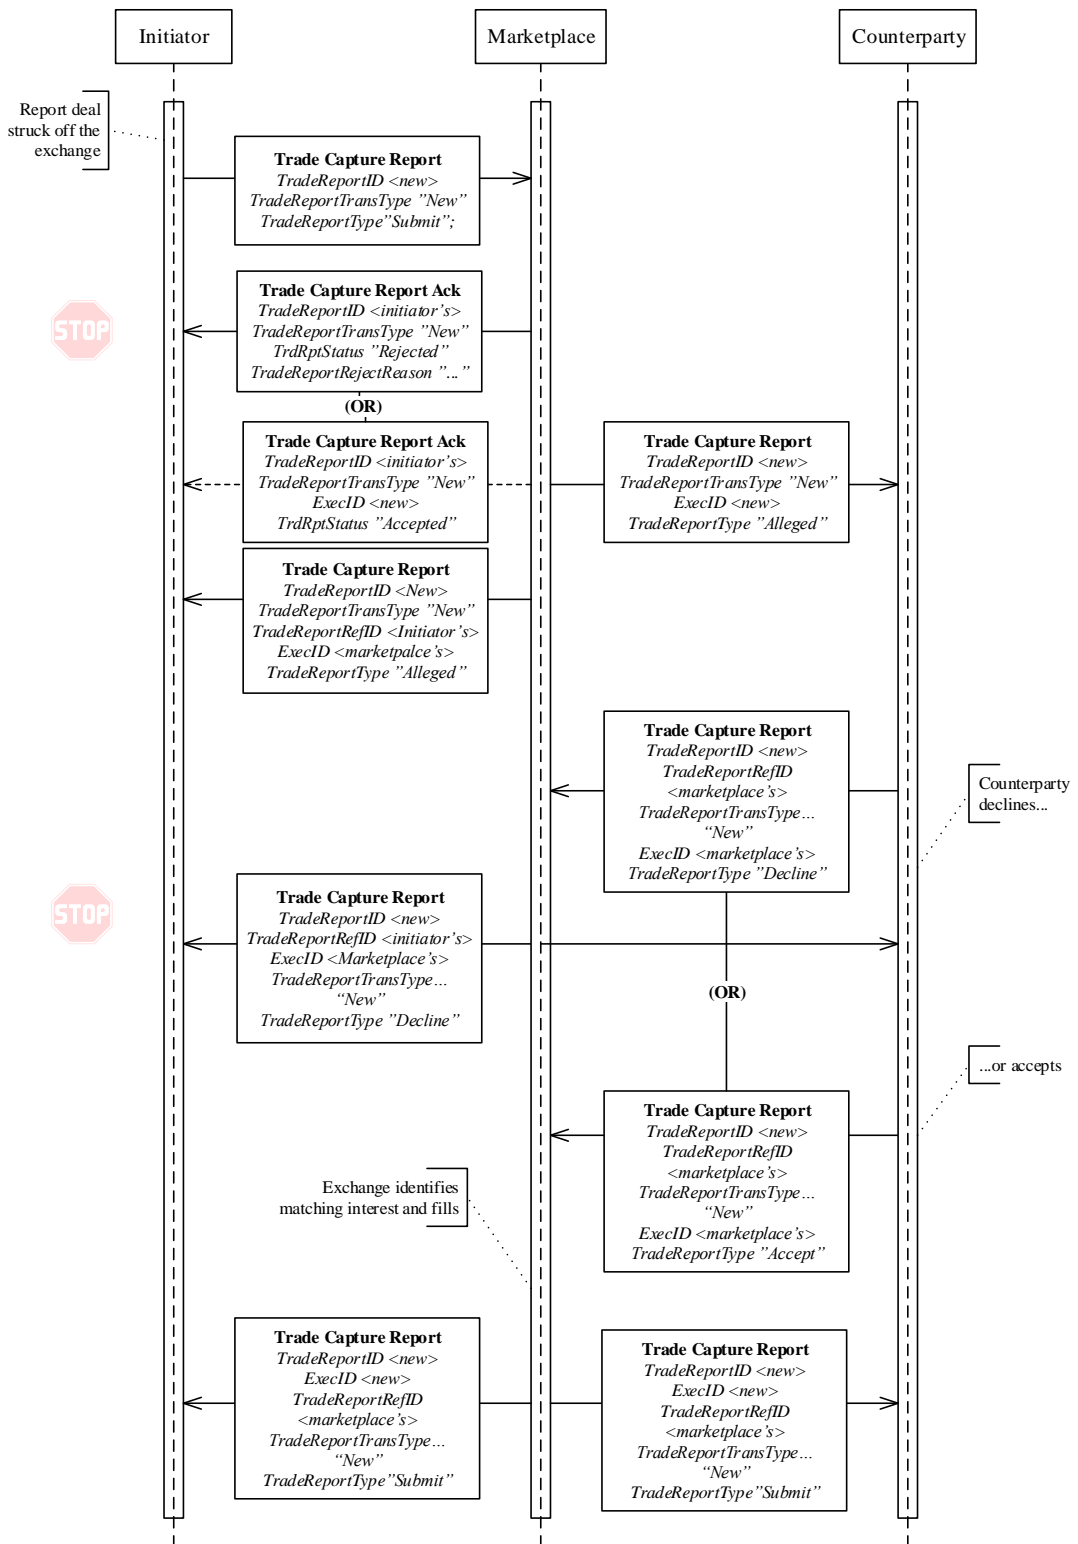 Initiator
Marketplace
Counterparty
Report deal
struck off the
exchange
Trade Capture Report
TradeReportID <new>
TradeReportTransType ”New”
TradeReportType”Submit”;
STOP
Trade Capture Report Ack
TradeReportID <initiator’s>
TradeReportTransType ”New”
TrdRptStatus ”Rejected”
TradeReportRejectReason ”...”
(OR)
Trade Capture Report Ack
TradeReportID <initiator’s>
TradeReportTransType ”New”
ExecID <new>
TrdRptStatus ”Accepted”
Trade Capture Report
TradeReportID <new>
TradeReportTransType ”New”
ExecID <new>
TradeReportType ”Alleged”
Trade Capture Report
TradeReportID <New>
TradeReportTransType ”New”
TradeReportRefID <Initiator’s>
ExecID <marketpalce’s>
TradeReportType ”Alleged”
Trade Capture Report
TradeReportID <new>
TradeReportRefID
<marketplace’s>
TradeReportTransType...
“New”
ExecID <marketplace’s>
TradeReportType ”Decline”
Counterparty
declines...
STOP
Trade Capture Report
TradeReportID <new>
TradeReportRefID <initiator’s>
ExecID <Marketplace’s>
TradeReportTransType...
“New”
TradeReportType ”Decline”
(OR)
...or accepts
Trade Capture Report
TradeReportID <new>
TradeReportRefID
<marketplace’s>
TradeReportTransType...
“New”
ExecID <marketplace’s>
TradeReportType ”Accept”
Exchange identifies
matching interest and fills
Trade Capture Report
TradeReportID <new>
ExecID <new>
TradeReportRefID
<marketplace’s>
TradeReportTransType...
“New”
TradeReportType”Submit”
Trade Capture Report
TradeReportID <new>
ExecID <new>
TradeReportRefID
<marketplace’s>
TradeReportTransType...
“New”
TradeReportType”Submit”